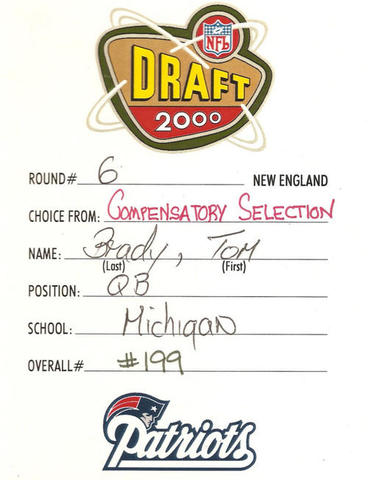 NFL
DRAFT
2000
ROUND# 6 NEW ENGLAND
CHOICE FROM: COMPENSATORY SELECTION
NAME: Brady, Tom
(Last) (First)
POSITION: QB
SCHOOL: Michigan
OVERALL# #199
Patriots